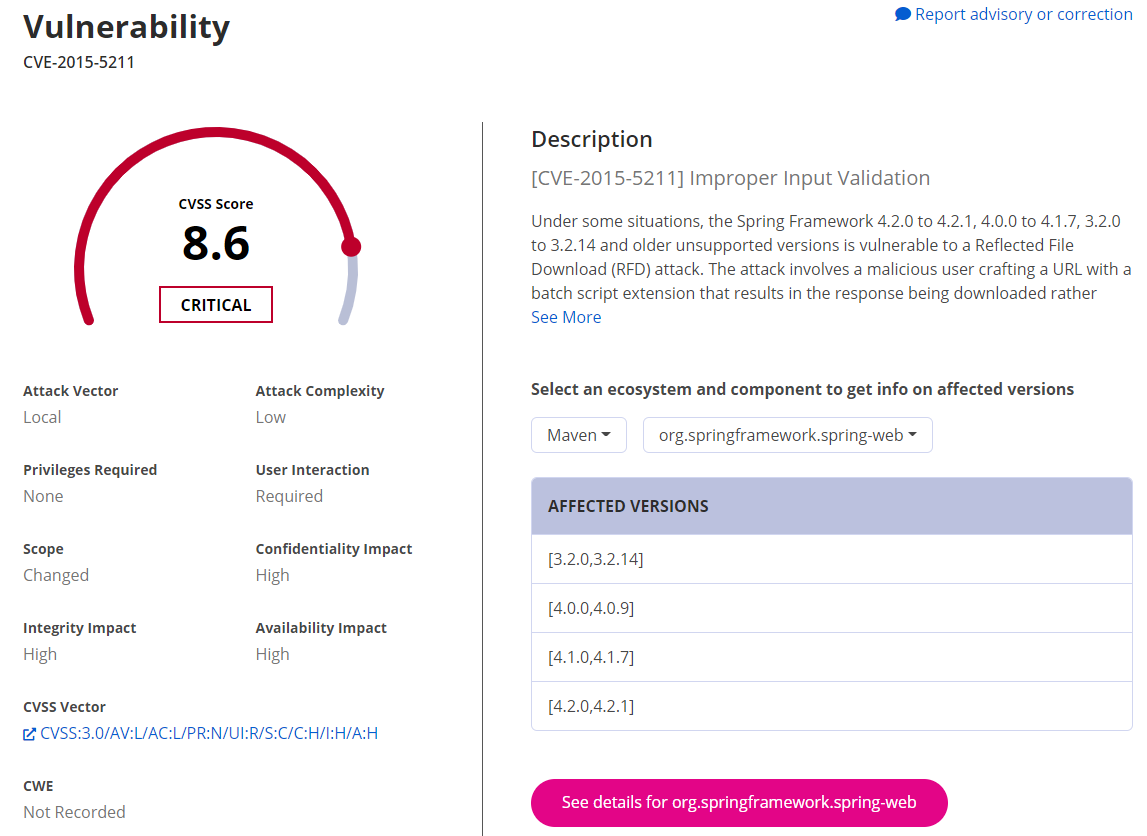 Vulnerability
Report advisory or correction
CVE-2015-5211
CVSS Score
8.6
CRITICAL
Attack Vector
Local
Attack Complexity
Low
Privileges Required
None
User Interaction
Required
Scope
Changed
Confidentiality Impact
High
Integrity Impact
High
Availability Impact
High
CVSS Vector
CVSS:3.0/AV:L/AC:L/PR:N/UI:R/S:C/C:H/I:H/A:H
CWE
Not Recorded
Description
[CVE-2015-5211] Improper Input Validation
Under some situations, the Spring Framework 4.2.0 to 4.2.1, 4.0.0 to 4.1.7, 3.2.0
to 3.2.14 and older unsupported versions is vulnerable to a Reflected File
Download (RFD) attack. The attack involves a malicious user crafting a URL with a
batch script extension that results in the response being downloaded rather
See More
Select an ecosystem and component to get info on affected versions
Maven
org.springframework.spring-web
AFFECTED VERSIONS
[3.2.0,3.2.14]
[4.0.0,4.0.9]
[4.1.0,4.1.7]
[4.2.0,4.2.1]
See details for org.springframework.spring-web